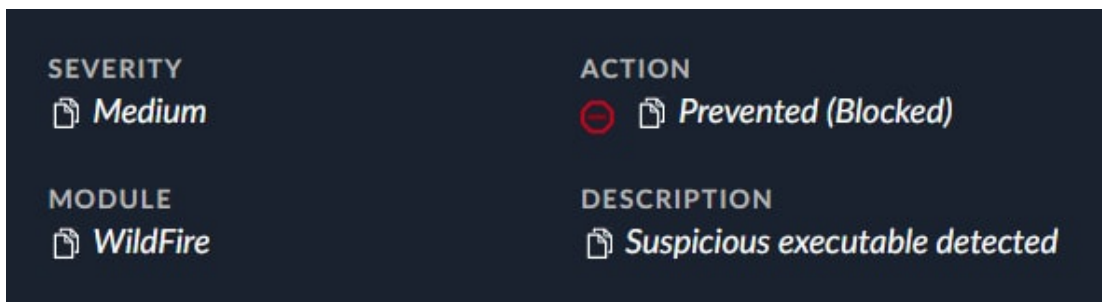 SEVERITY
Medium
ACTION
Prevented (Blocked)
MODULE
WildFire
DESCRIPTION
Suspicious executable detected